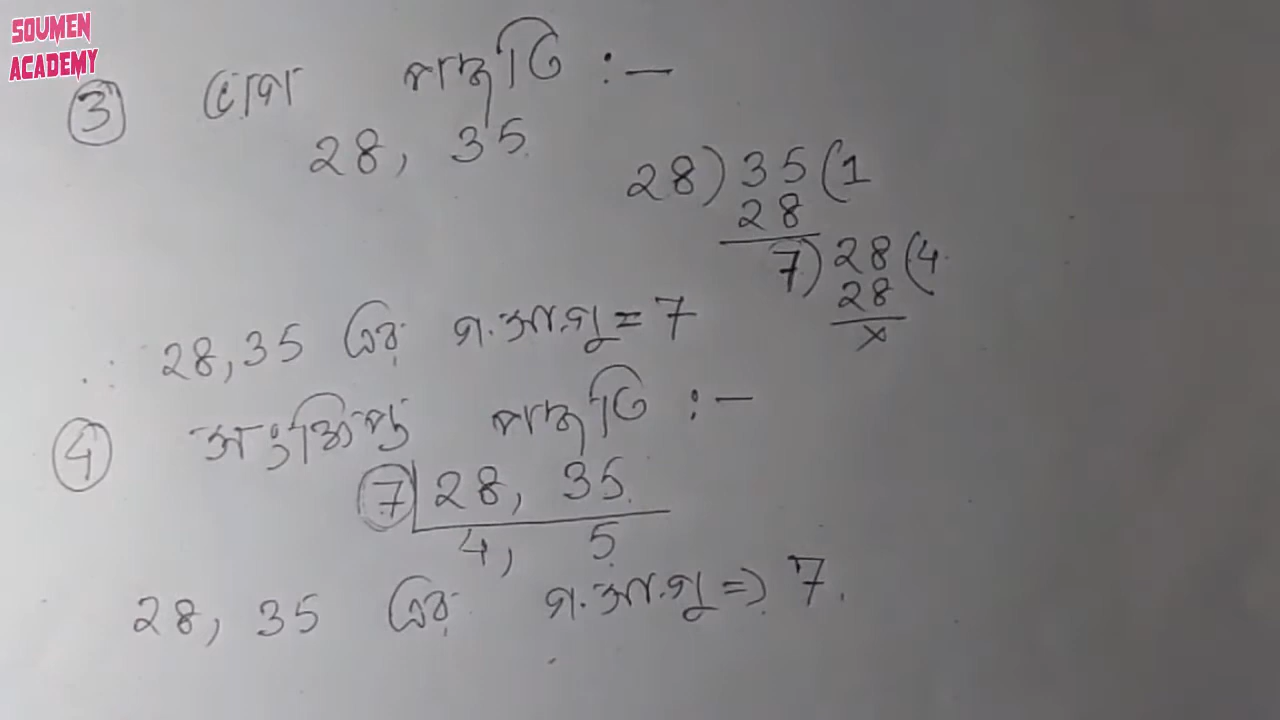 SOUMEN
ACADEMY
③ পদ্ধতি :—
28, 35
28) 35 (1
28
7) 28 (4
28
×
∴ 28, 35 এর গ.সা.গু = 7
④ সংক্ষিপ্ত পদ্ধতি :—
7 | 28, 35
4, 5
28, 35 এর গ.সা.গু ⇒ 7.